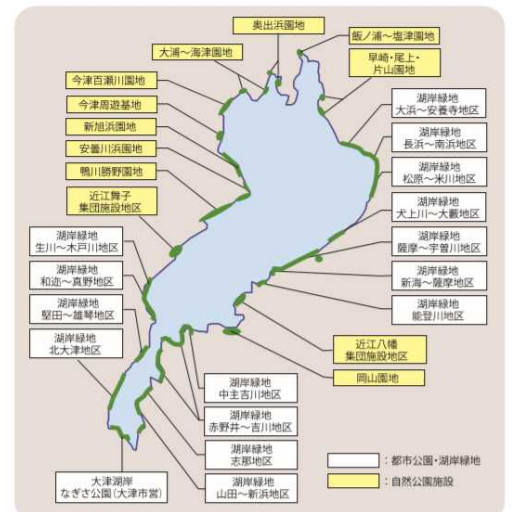 奥出浜園地
飯ノ浦〜塩津園地
大浦〜海津園地
早崎・尾上・
片山園地
今津百瀬川園地
今津周遊基地
新旭浜園地
安曇川浜園地
鴨川勝野園地
近江舞子
集団施設地区
湖岸緑地
大浜〜安養寺地区
湖岸緑地
長浜〜南浜地区
湖岸緑地
松原〜米川地区
湖岸緑地
犬上川〜大藪地区
湖岸緑地
薩摩〜宇曽川地区
湖岸緑地
新海〜薩摩地区
湖岸緑地
能登川地区
湖岸緑地
生川〜木戸川地区
湖岸緑地
和迩〜真野地区
湖岸緑地
堅田〜雄琴地区
湖岸緑地
北大津地区
近江八幡
集団施設地区
岡山園地
湖岸緑地
中主吉川地区
湖岸緑地
赤野井〜吉川地区
湖岸緑地
志那地区
湖岸緑地
山田〜新浜地区
大津湖岸
なぎさ公園(大津市営)
:都市公園・湖岸緑地
:自然公園施設